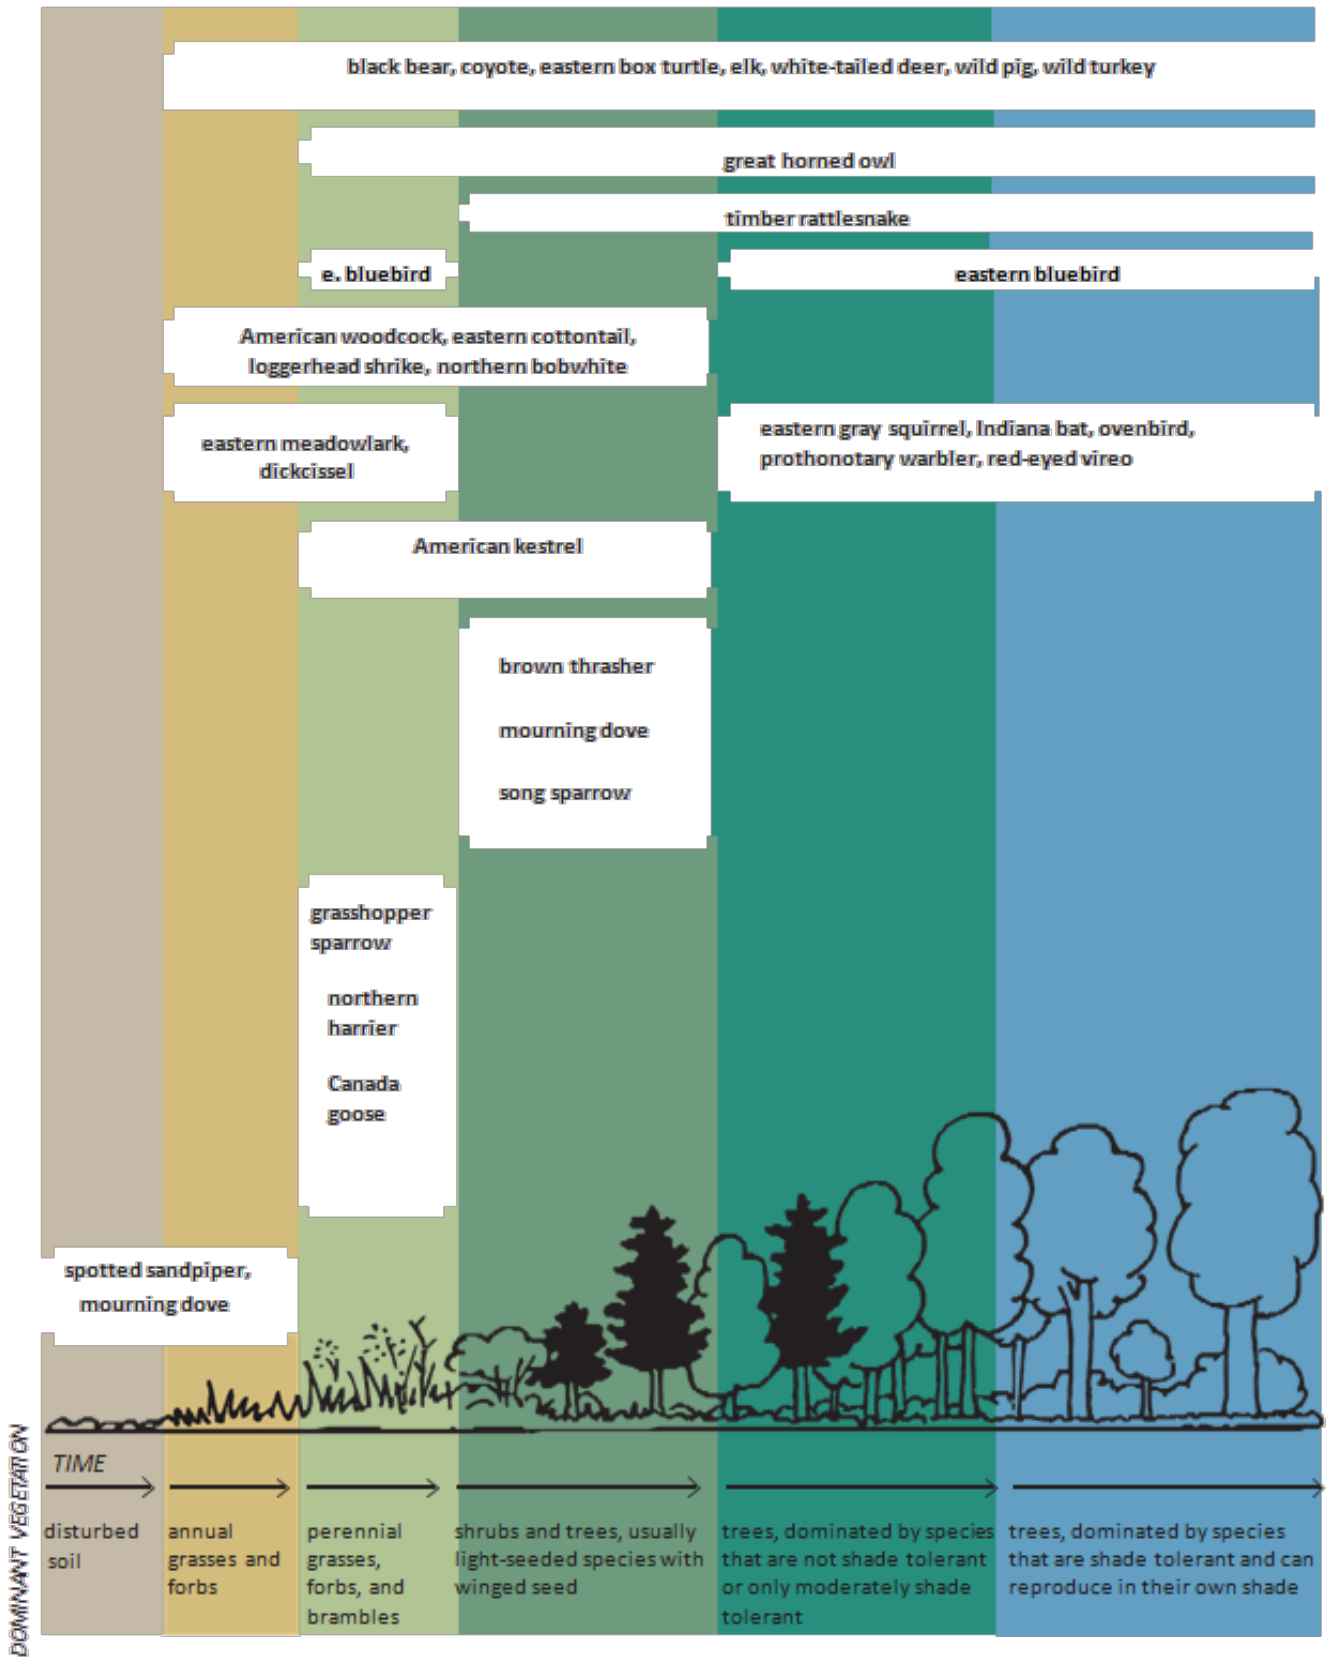 black bear, coyote, eastern box turtle, elk, white-tailed deer, wild pig, wild turkey
great horned owl
timber rattlesnake
e. bluebird
eastern bluebird
American woodcock, eastern cottontail,
loggerhead shrike, northern bobwhite
eastern meadowlark,
dickcissel
eastern gray squirrel, Indiana bat, ovenbird,
prothonotary warbler, red-eyed vireo
American kestrel
brown thrasher
mourning dove
song sparrow
grasshopper
sparrow
northern
harrier
Canada
goose
spotted sandpiper,
mourning dove
DOMINANT VEGETATION
TIME
disturbed
soil
annual
grasses and
forbs
perennial
grasses,
forbs, and
brambles
shrubs and trees, usually
light-seeded species with
winged seed
trees, dominated by species
that are not shade tolerant
or only moderately shade
tolerant
trees, dominated by species
that are shade tolerant and can
reproduce in their own shade